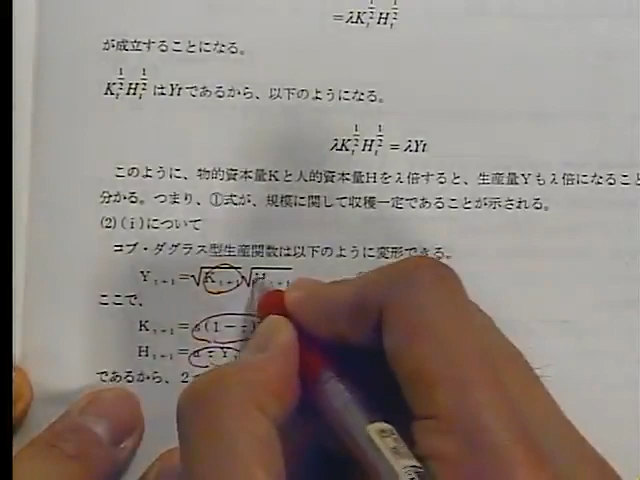 =λK_t^{1/2}H_t^{1/2}
が成立することになる。
K_t^{1/2}H_t^{1/2}はYtであるから、以下のようになる。
λK_t^{1/2}H_t^{1/2}=λYt
このように、物的資本量Kと人的資本量Hをλ倍すると、生産量Yもλ倍になること
分かる。つまり、①式が、規模に関して収穫一定であることが示される。
(2)(i)について
コブ・ダグラス型生産関数は以下のように変形できる。
Y_{t+1}=√K_{t+1}√H_{t+1}
ここで、
K_{t+1}=s(1-τ)
H_{t+1}=
であるから、2